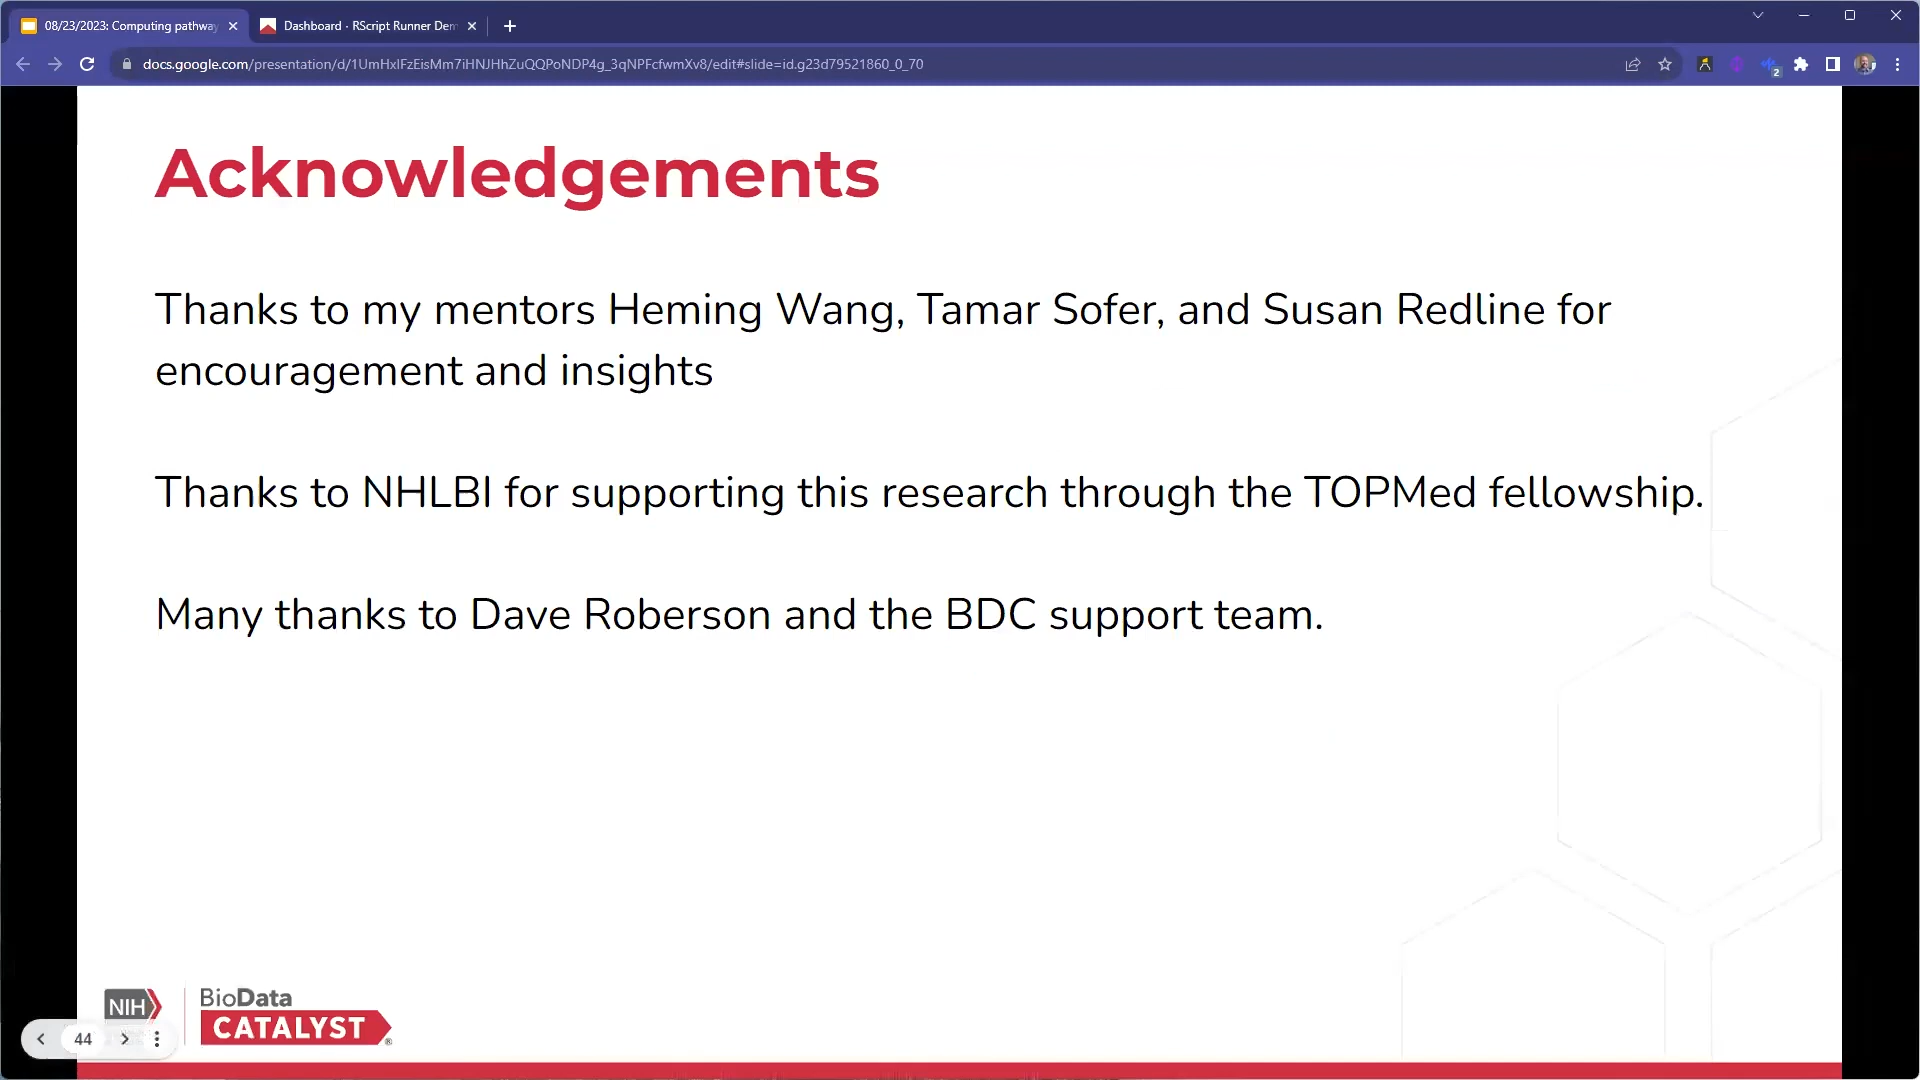 08/23/2023: Computing pathway
Dashboard · RScript Runner Dem
docs.google.com/presentation/d/1UmHxlFzEisMm7iHNJHhZuQQPoNDP4g_3qNPFcfwmXv8/edit#slide=id.g23d79521860_0_70
2
Acknowledgements
Thanks to my mentors Heming Wang, Tamar Sofer, and Susan Redline for
encouragement and insights
Thanks to NHLBI for supporting this research through the TOPMed fellowship.
Many thanks to Dave Roberson and the BDC support team.
NIH
BioData
CATALYST®
44